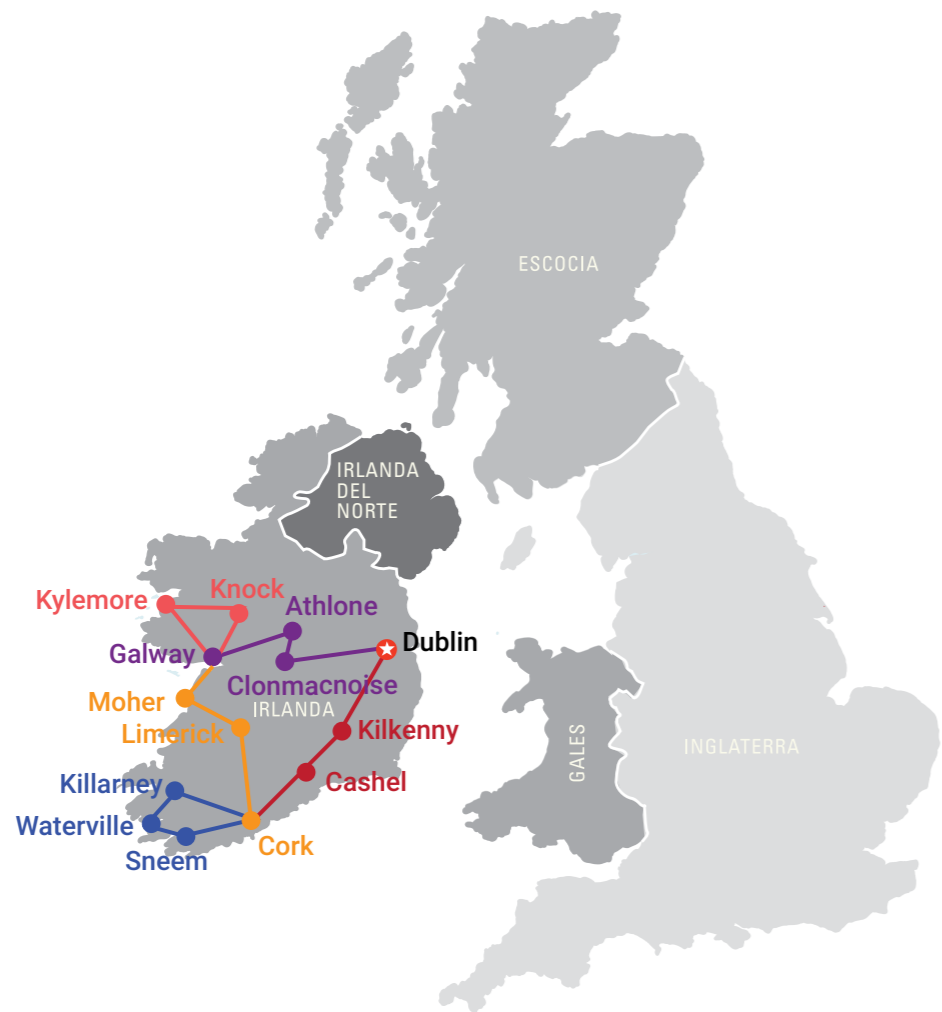 ESCOCIA
IRLANDA
DEL
NORTE
Knock
Kylemore
Athlone
Dublin
Galway
Clonmacnoise
Moher
IRLANDA
Limerick
Kilkenny
GALES
INGLATERRA
Cashel
Killarney
Waterville
Cork
Sneem